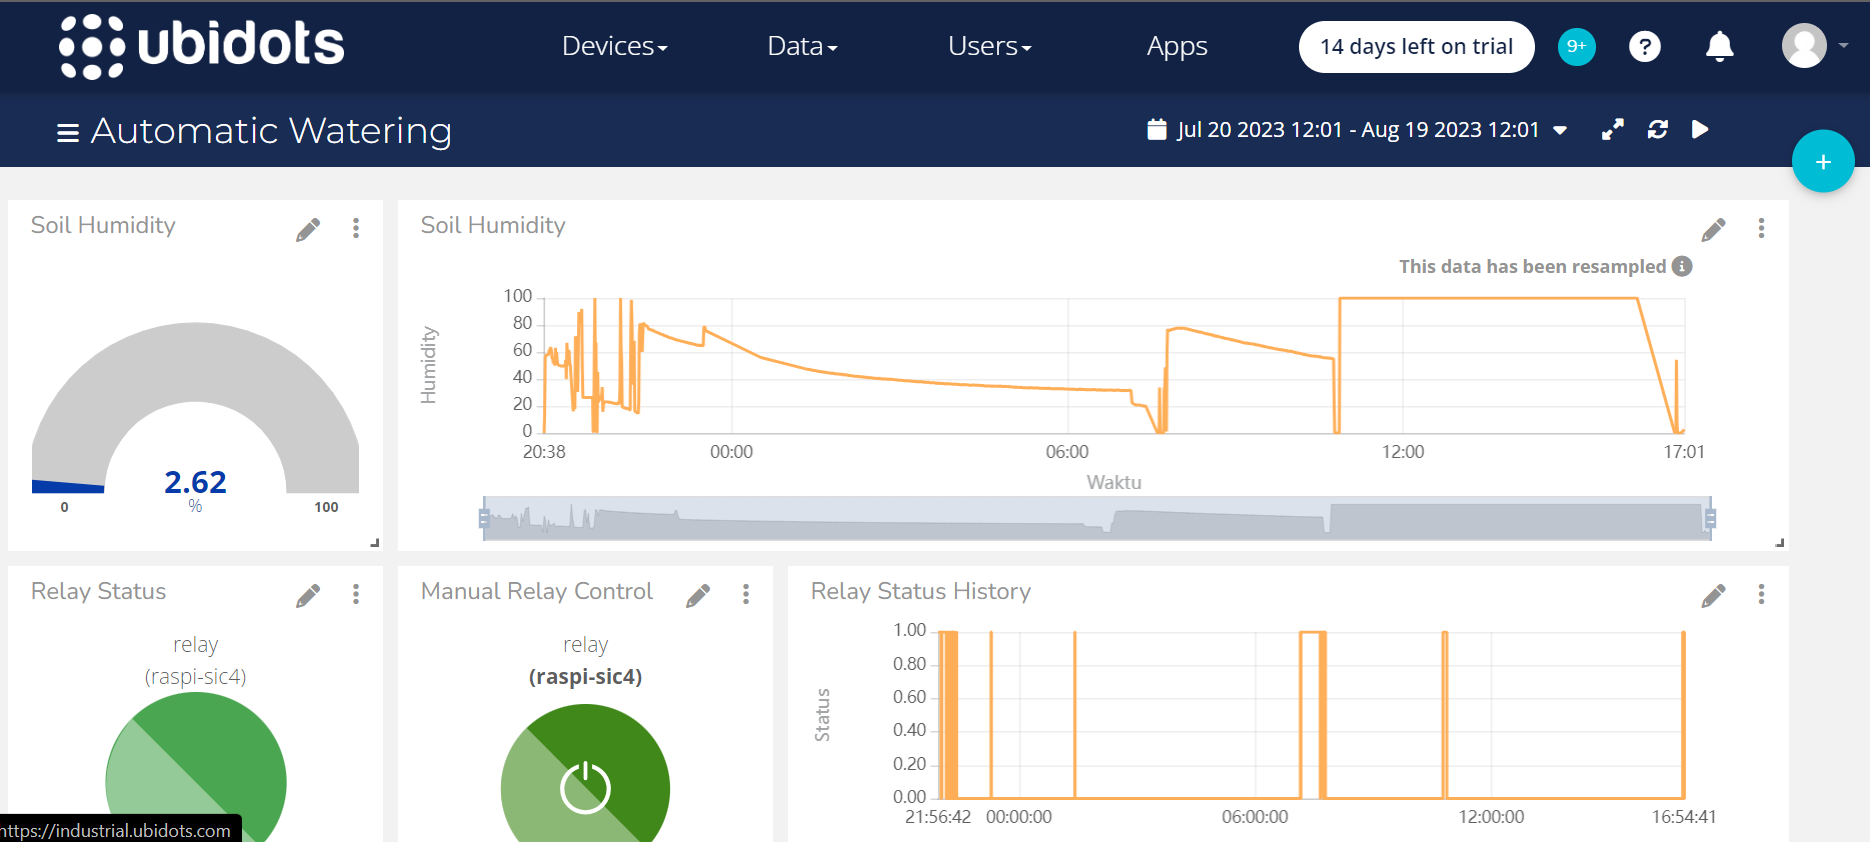 ubidots
Devices
Data
Users
Apps
14 days left on trial
9+
?
Automatic Watering
Jul 20 2023 12:01 - Aug 19 2023 12:01
+
Soil Humidity
2.62
%
0
100
Soil Humidity
This data has been resampled
Humidity
100
80
60
40
20
0
20:38
00:00
06:00
12:00
17:01
Waktu
Relay Status
relay
(raspi-sic4)
Manual Relay Control
relay
(raspi-sic4)
Relay Status History
Status
1.00
0.80
0.60
0.40
0.20
0.00
21:56:42
00:00:00
06:00:00
12:00:00
16:54:41
https://industrial.ubidots.com